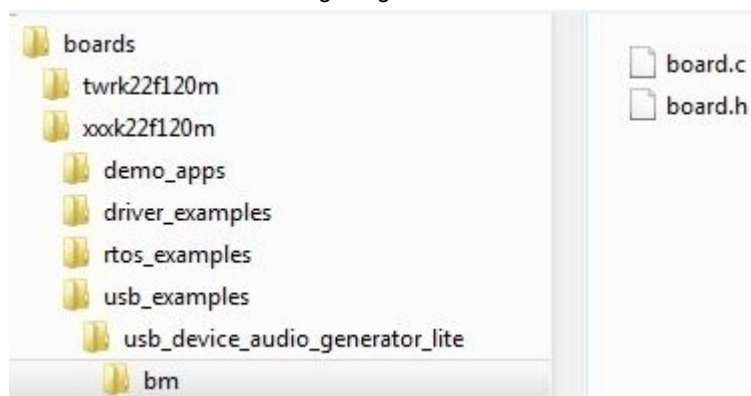 boards
twrk22f120m
xxxk22f120m
demo_apps
driver_examples
rtos_examples
usb_examples
usb_device_audio_generator_lite
bm
board.c
board.h